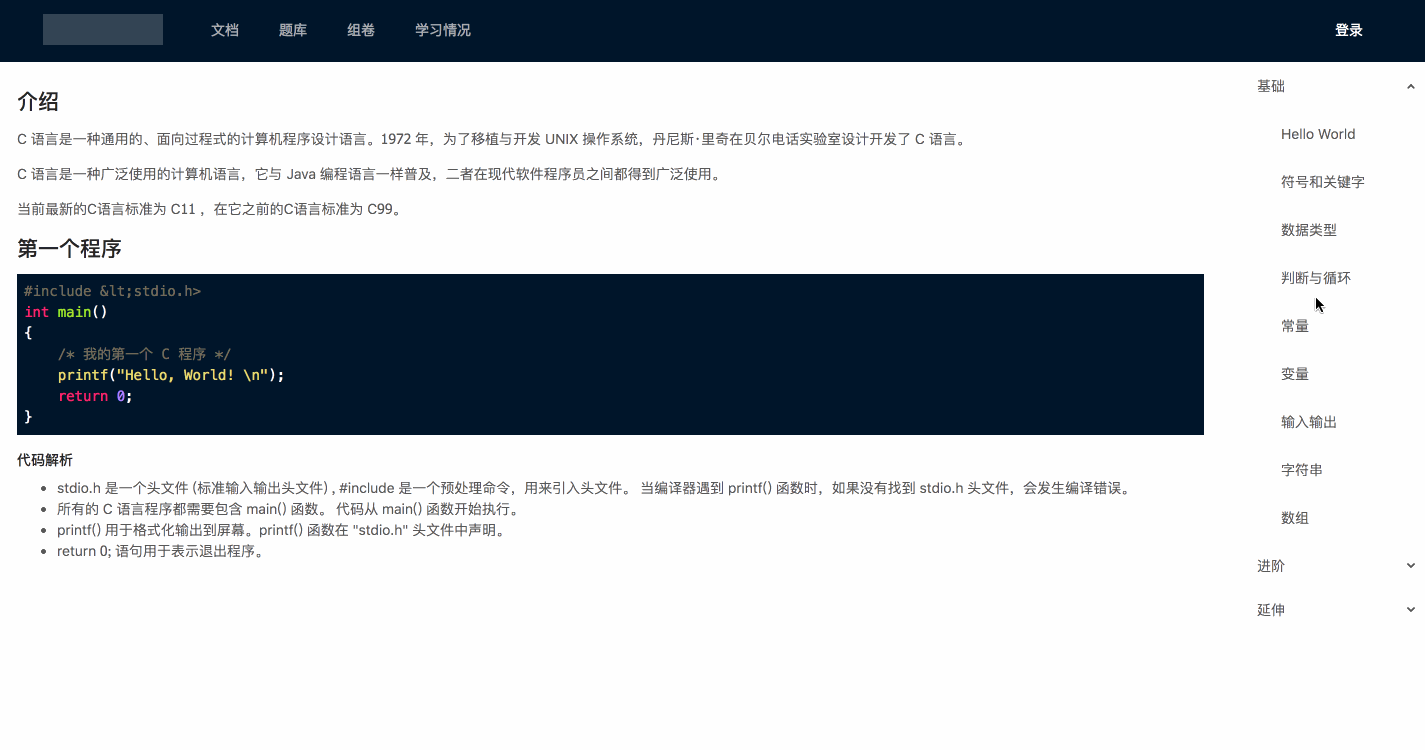 文档 题库 组卷 学习情况 登录
介绍
C 语言是一种通用的、面向过程式的计算机程序设计语言。1972 年，为了移植与开发 UNIX 操作系统，丹尼斯·里奇在贝尔电话实验室设计开发了 C 语言。
C 语言是一种广泛使用的计算机语言，它与 Java 编程语言一样普及，二者在现代软件程序员之间都得到广泛使用。
当前最新的C语言标准为 C11 ，在它之前的C语言标准为 C99。
第一个程序
#include &lt;stdio.h>
int main()
{
    /* 我的第一个 C 程序 */
    printf("Hello, World! \n");
    return 0;
}
代码解析
stdio.h 是一个头文件 (标准输入输出头文件) , #include 是一个预处理命令，用来引入头文件。 当编译器遇到 printf() 函数时，如果没有找到 stdio.h 头文件，会发生编译错误。
所有的 C 语言程序都需要包含 main() 函数。 代码从 main() 函数开始执行。
printf() 用于格式化输出到屏幕。printf() 函数在 "stdio.h" 头文件中声明。
return 0; 语句用于表示退出程序。
基础
Hello World
符号和关键字
数据类型
判断与循环
常量
变量
输入输出
字符串
数组
进阶
延伸